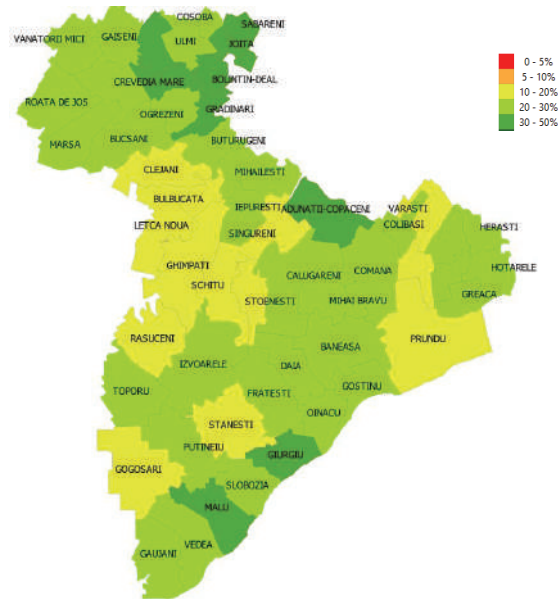 COSOBA
SABARENI
VANATORII MICI
GAISENI
ULMI
JOITA
CREVEDIA MARE
BOLINTIN-DEAL
ROATA DE JOS
OGREZENI
GRADINARI
MARSA
BUCSANI
BUTURUGENI
CLEJANI
MIHAILESTI
BULBUCATA
IEPURESTI
ADUNATII-COPACENI
VARASTI
LETCA NOUA
SINGURENI
COLIBASI
HERASTI
GHIMPATI
CALUGARENI
COMANA
HOTARELE
SCHITU
STOENESTI
MIHAI BRAVU
GREACA
RASUCENI
BANEASA
PRUNDU
IZVOARELE
DAIA
TOPORU
FRATESTI
GOSTINU
STANESTI
OINACU
PUTINEIU
GIURGIU
GOGOSARI
SLOBOZIA
MALU
GAUJANI
VEDEA
0 - 5%
5 - 10%
10 - 20%
20 - 30%
30 - 50%